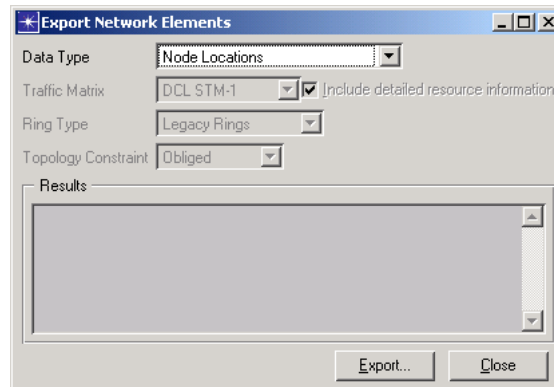 Export Network Elements
Data Type Node Locations
Traffic Matrix DCL STM-1 Include detailed resource information
Ring Type Legacy Rings
Topology Constraint Obliged
Results
Export... Close